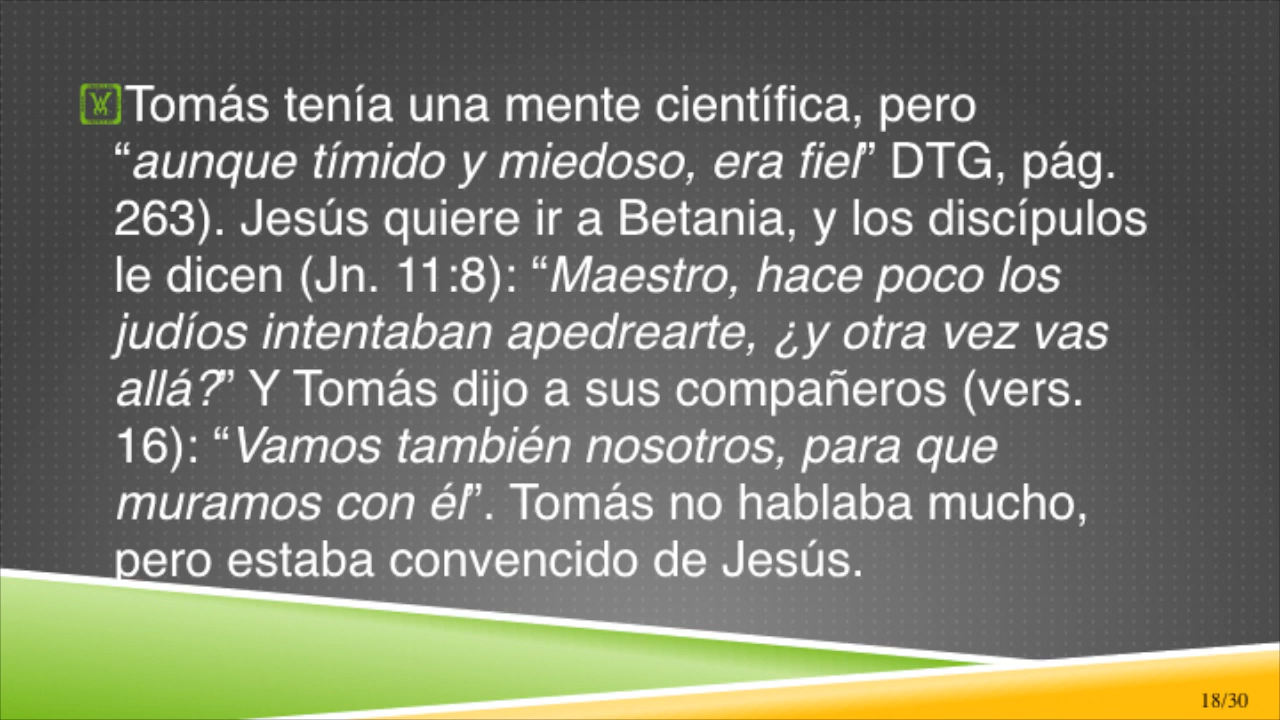 Tomás tenía una mente científica, pero
“aunque tímido y miedoso, era fiel” DTG, pág.
263). Jesús quiere ir a Betania, y los discípulos
le dicen (Jn. 11:8): “Maestro, hace poco los
judíos intentaban apedrearte, ¿y otra vez vas
allá?” Y Tomás dijo a sus compañeros (vers.
16): “Vamos también nosotros, para que
muramos con él”. Tomás no hablaba mucho,
pero estaba convencido de Jesús.
18/30